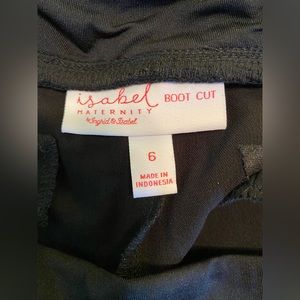 isabel BOOT CUT
MATERNITY
by Ingrid & Isabel
6
MADE IN
INDONESIA